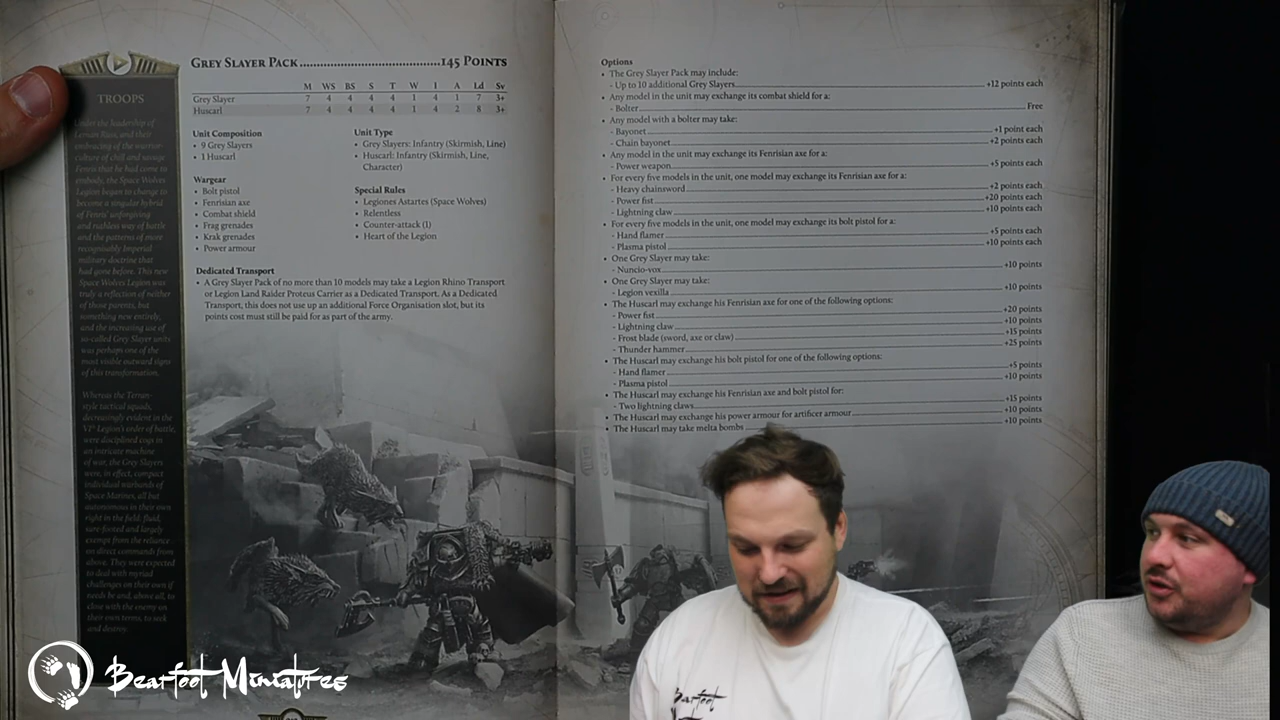 TROOPS
Under the leadership of
Leman Russ, and their
embracing of the warrior
culture of chill and savage
Fenris that he had come to
embody, the Space Wolves
Legion began to change to
become a singular hybrid
of Fenris' unforgiving
and ruthless way of battle
and the patterns of more
recognisably Imperial
military doctrine that
had gone before. This new
Space Wolves Legion was
truly a reflection of neither
of those parents, but
something new entirely,
and the increasing use of
so-called Grey Slayer units
was perhaps one of the
most visible outward signs
of this transformation.
Whereas the Terran-
style tactical squads,
decreasingly evident in the
VIth Legion's order of battle,
were disciplined cogs in
an intricate machine
of war, the Grey Slayers
were, in effect, compact
individual warbands of
Space Marines, all but
autonomous in their own
right in the field: fluid,
sure-footed and largely
exempt from the reliance
on direct commands from
above. They were expected
to deal with myriad
challenges on their own if
needs be and, above all, to
close with the enemy on
their own terms, to seek
and destroy.
GREY SLAYER PACK 145 POINTS
M WS BS S T W I A Ld Sv
Grey Slayer 7 4 4 4 4 1 4 1 7 3+
Huscarl 7 4 4 4 4 1 4 2 8 3+
Unit Composition
• 9 Grey Slayers
• 1 Huscarl
Wargear
• Bolt pistol
• Fenrisian axe
• Combat shield
• Frag grenades
• Krak grenades
• Power armour
Unit Type
• Grey Slayers: Infantry (Skirmish, Line)
• Huscarl: Infantry (Skirmish, Line,
Character)
Special Rules
• Legiones Astartes (Space Wolves)
• Relentless
• Counter-attack (1)
• Heart of the Legion
Dedicated Transport
• A Grey Slayer Pack of no more than 10 models may take a Legion Rhino Transport
or Legion Land Raider Proteus Carrier as a Dedicated Transport. As a Dedicated
Transport, this does not use up an additional Force Organisation slot, but its
points cost must still be paid for as part of the army.
Options
• The Grey Slayer Pack may include:
- Up to 10 additional Grey Slayers +12 points each
• Any model in the unit may exchange its combat shield for a:
- Bolter Free
• Any model with a bolter may take:
- Bayonet +1 point each
- Chain bayonet +2 points each
• Any model in the unit may exchange its Fenrisian axe for a:
- Power weapon +5 points each
• For every five models in the unit, one model may exchange its Fenrisian axe for a:
- Heavy chainsword +2 points each
- Power fist +20 points each
- Lightning claw +10 points each
• For every five models in the unit, one model may exchange its bolt pistol for a:
- Hand flamer +5 points each
- Plasma pistol +10 points each
• One Grey Slayer may take:
- Nuncio-vox +10 points
• One Grey Slayer may take:
- Legion vexilla +10 points
• The Huscarl may exchange his Fenrisian axe for one of the following options:
- Power fist +20 points
- Lightning claw +10 points
- Frost blade (sword, axe or claw) +15 points
- Thunder hammer +25 points
• The Huscarl may exchange his bolt pistol for one of the following options:
- Hand flamer +5 points
- Plasma pistol +10 points
• The Huscarl may exchange his Fenrisian axe and bolt pistol for:
- Two lightning claws +15 points
• The Huscarl may exchange his power armour for artificer armour +10 points
• The Huscarl may take melta bombs +10 points
Bearfoot Miniatures
Bearfoot